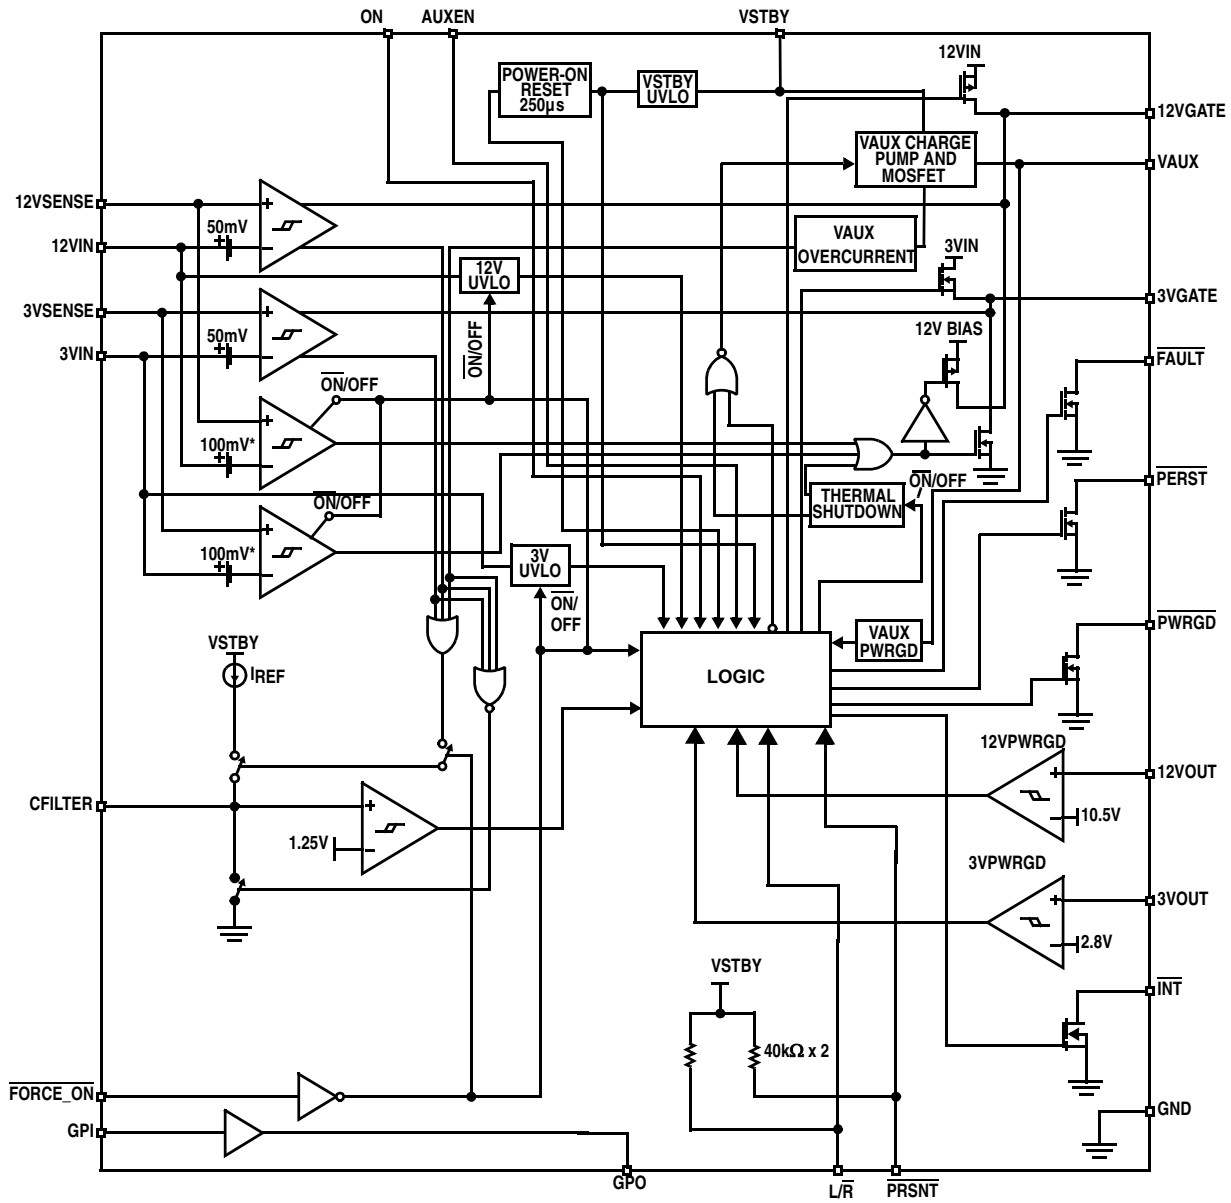 ON
AUXEN
VSTBY
POWER-ON
RESET
250µs
VSTBY
UVLO
12VIN
12VGATE
VAUX CHARGE
PUMP AND
MOSFET
VAUX
12VSENSE
+
50mV
+
−
12VIN
VAUX
OVERCURRENT
3VIN
12V
UVLO
3VSENSE
+
3VGATE
50mV
+
−
3VIN
ON/OFF
12V BIAS
FAULT
ON/OFF
+
100mV*
+
−
ON/OFF
THERMAL
SHUTDOWN
PERST
ON/OFF
+
100mV*
+
−
3V
UVLO
ON/
OFF
VSTBY
IREF
LOGIC
VAUX
PWRGD
PWRGD
12VPWRGD
+
12VOUT
−
10.5V
CFILTER
+
1.25V
−
3VPWRGD
+
3VOUT
−
2.8V
VSTBY
INT
40kΩ x 2
FORCE_ON
GPI
GND
GPO
L/R
PRSNT